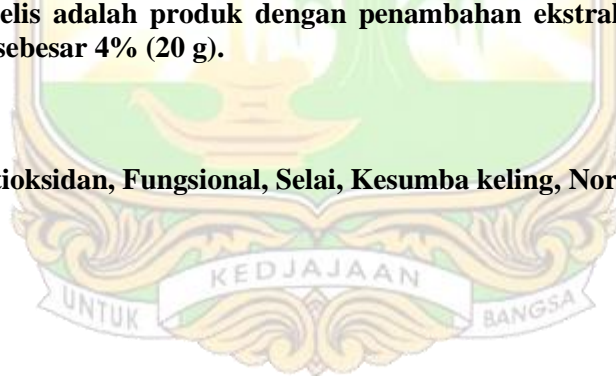 elis adalah produk dengan penambahan ekstrak
sebesar 4% (20 g).
tioksidan, Fungsional, Selai, Kesumba keling, Nor
UNTUK KEDJAJAAN BANGSA